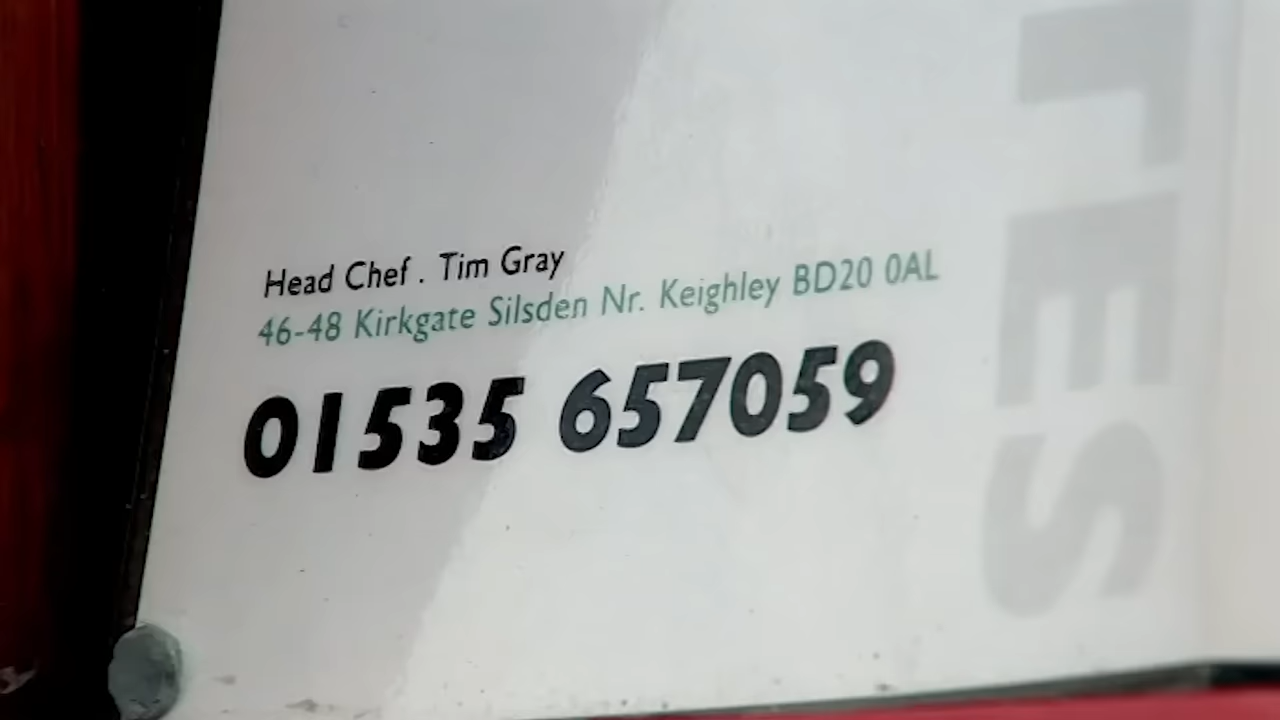 Head Chef . Tim Gray
46-48 Kirkgate Silsden Nr. Keighley BD20 0AL
01535 657059